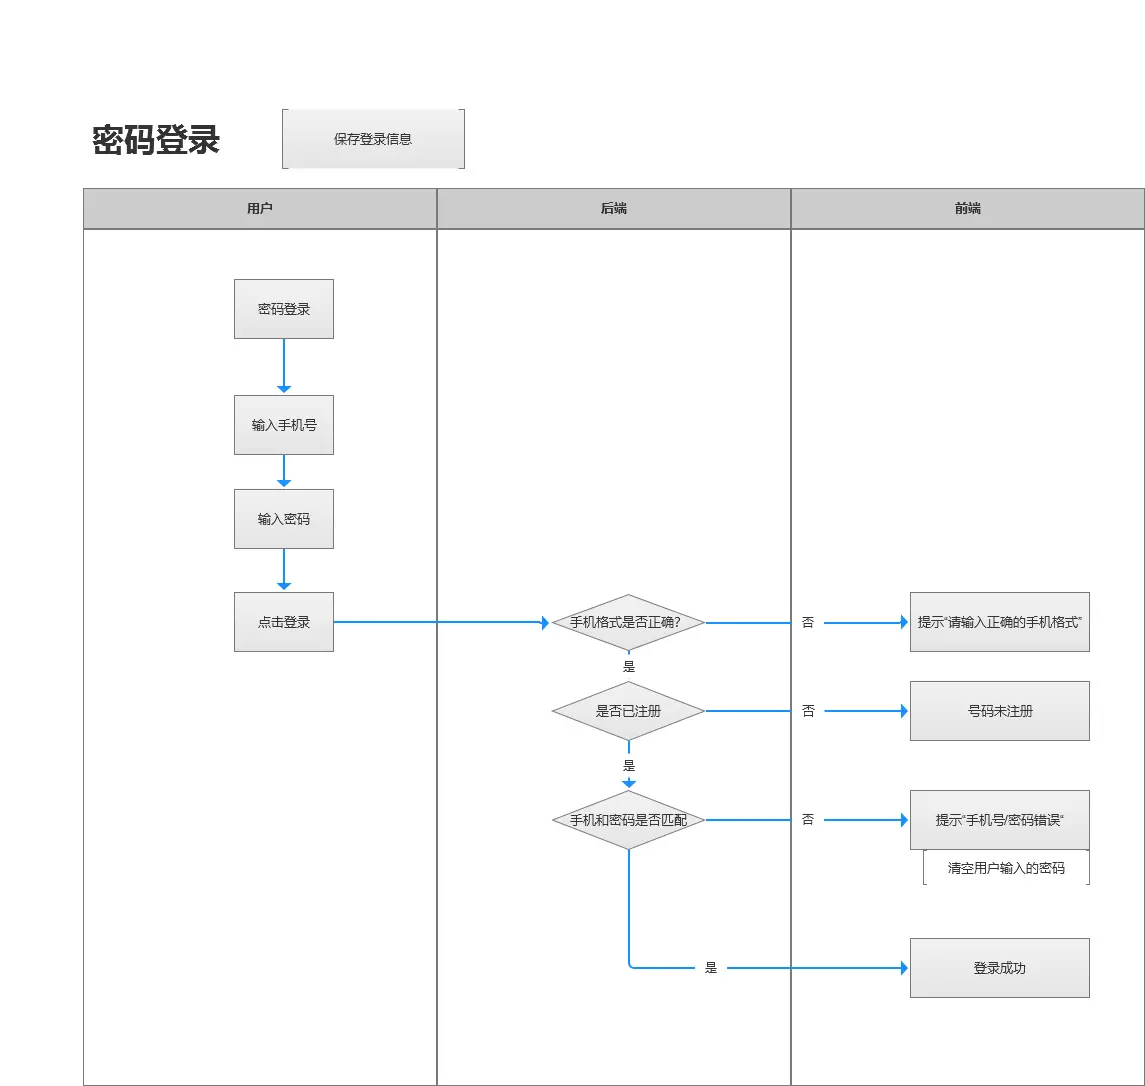 密码登录
保存登录信息
用户
后端
前端
密码登录
输入手机号
输入密码
点击登录
手机格式是否正确?
否
提示“请输入正确的手机格式”
是
是否已注册
否
号码未注册
是
手机和密码是否匹配
否
提示“手机号/密码错误“
清空用户输入的密码
是
登录成功